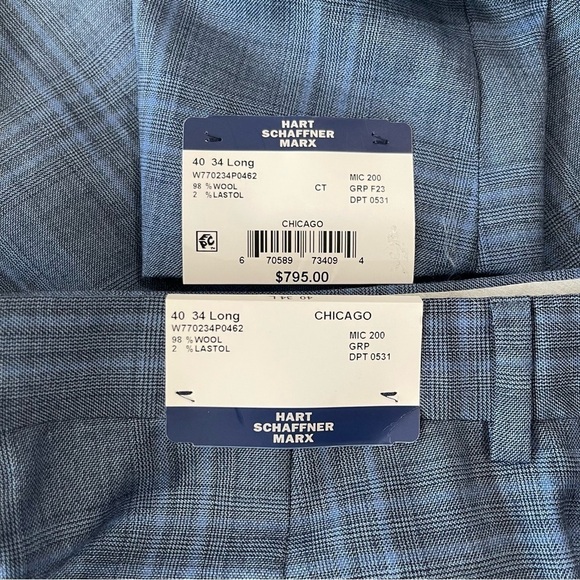 HART
SCHAFFNER
MARX
40 34 Long
W770234P0462
MIC 200
98 % WOOL
CT
GRP F23
2 % LASTOL
DPT 0531
CHICAGO
6 70589 73409 4
$795.00
40 34 L
40 34 Long
CHICAGO
W770234P0462
MIC 200
98 % WOOL
GRP
2 % LASTOL
DPT 0531
HART
SCHAFFNER
MARX